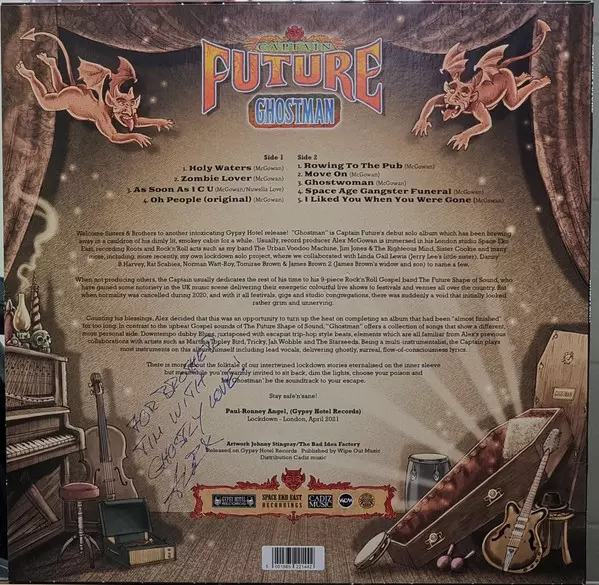 CAPTAIN
FUTURE
GHOSTMAN
Side 1
1. Holy Waters (McGowan)
2. Zombie Lover (McGowan)
3. As Soon As I C U (McGowan/Nuwella Love)
4. Oh People (original) (McGowan)
Side 2
1. Rowing To The Pub (McGowan)
2. Move On (McGowan)
3. Ghostwoman (McGowan)
4. Space Age Gangster Funeral (McGowan)
5. I Liked You When You Were Gone (McGowan)
Welcome Sisters & Brothers to another intoxicating Gypsy Hotel release! "Ghostman" is Captain Future's debut solo album which has been brewing
away in a cauldron of his dimly lit, smokey cabin for a while. Usually, record producer Alex McGowan is immersed in his London studio Space Eko
East, recording Roots and Rock'n'Roll acts such as my band The Urban Voodoo Machine, Jim Jones & The Righteous Mind, Sister Cookie and many
more, including, more recently, my own lockdown solo project, where we collaborated with Linda Gail Lewis (Jerry Lee's little sister), Danny
B.Harvey, Rat Scabies, Norman Watt-Roy, Tomire Brown & James Brown 2 (James Brown's widow and son) to name a few.
When not producing others, the Captain usually dedicates the rest of his time to his 9-piece Rock'n'Roll Gospel band The Future Shape of Sound, who
have gained some notoriety in the UK music scene delivering their energetic colourful live shows to festivals and venues all over the country. But
when normality was cancelled during 2020, and with it all festivals, gigs and studio congregations, there was suddenly a void that initially looked
rather grim and unnerving.
Counting his blessings, Alex decided that this was an opportunity to turn up the heat on completing an album that had been "almost finished"
for too long. In contrast to the upbeat Gospel sounds of The Future Shape of Sound, "Ghostman" offers a collection of songs that show a different,
more personal side. Downtempo dubby Blues, juxtaposed with escapist trip-hop style beats, elements which are all familiar from Alex's previous
collaborations with artists such as Martina Topley Bird, Tricky, Jah Wobble and The Starseeds. Being a multi-instrumentalist, the Captain plays
most instruments on this album himself including lead vocals, delivering ghostly, surreal, flow-of-consciousness lyrics.
There is more about the folktale of our intertwined lockdown stories eternalised on the inner sleeve
but meanwhile you're warmly invited to sit back, dim the lights, choose your poison and
let 'Ghostman' be the soundtrack to your escape.
Stay safe'n'sane!
Paul-Ronney Angel, (Gypsy Hotel Records)
Lockdown - London, April 2021
FOR BROTHER
TIM WITH
GHOSTLY LOVE
Artwork Johnny Stingray/The Bad Idea Factory
Released on Gypsy Hotel Records Published by Wipe Out Music
Distribution Cadiz music
GYPSY HOTEL
RECORDS
SPACE EKO EAST
RECORDINGS
CADIZ
MUSIC